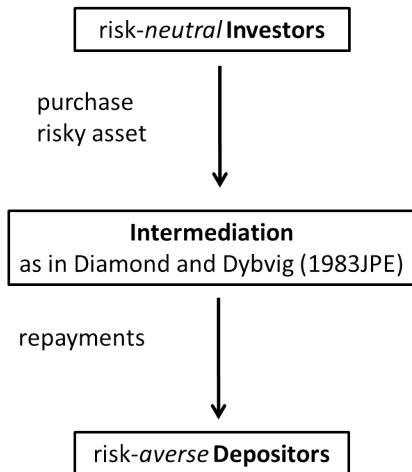 risk-neutral Investors
purchase
risky asset
Intermediation
as in Diamond and Dybvig (1983JPE)
repayments
risk-averse Depositors